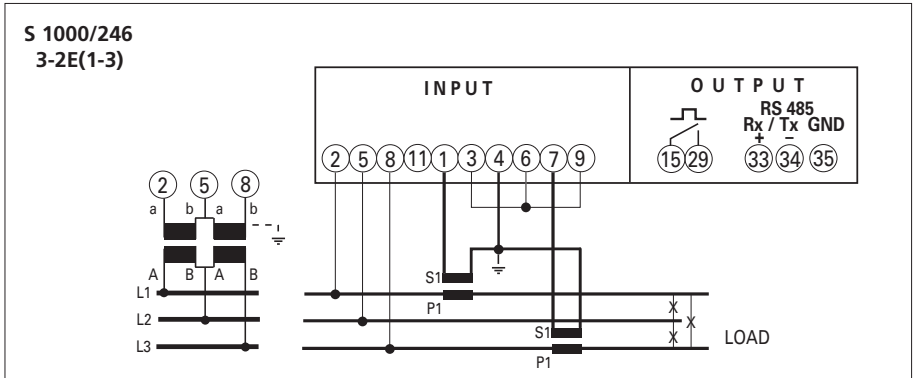 S 1000/246
3-2E(1-3)
INPUT
OUTPUT
RS 485
Rx / Tx GND
+ –
2 5 8 11 1 3 4 6 7 9
15 29 33 34 35
2 5 8
a b a b
A B A B
S1
L1
P1
L2
S1
X
X
X
LOAD
L3
P1